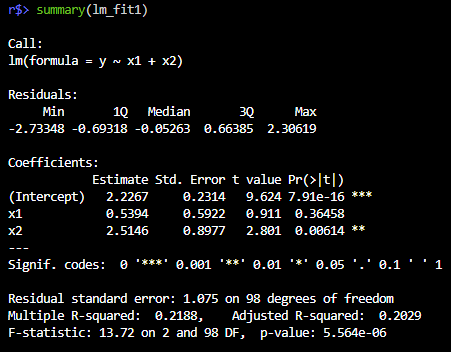 r$> summary(lm_fit1)

Call:
lm(formula = y ~ x1 + x2)

Residuals:
     Min       1Q   Median       3Q      Max
-2.73348 -0.69318 -0.05263  0.66385  2.30619

Coefficients:
            Estimate Std. Error t value Pr(>|t|)
(Intercept)   2.2267     0.2314   9.624 7.91e-16 ***
x1            0.5394     0.5922   0.911  0.36458
x2            2.5146     0.8977   2.801  0.00614 **
---
Signif. codes:  0 '***' 0.001 '**' 0.01 '*' 0.05 '.' 0.1 ' ' 1

Residual standard error: 1.075 on 98 degrees of freedom
Multiple R-squared:  0.2188,    Adjusted R-squared:  0.2029
F-statistic: 13.72 on 2 and 98 DF,  p-value: 5.564e-06